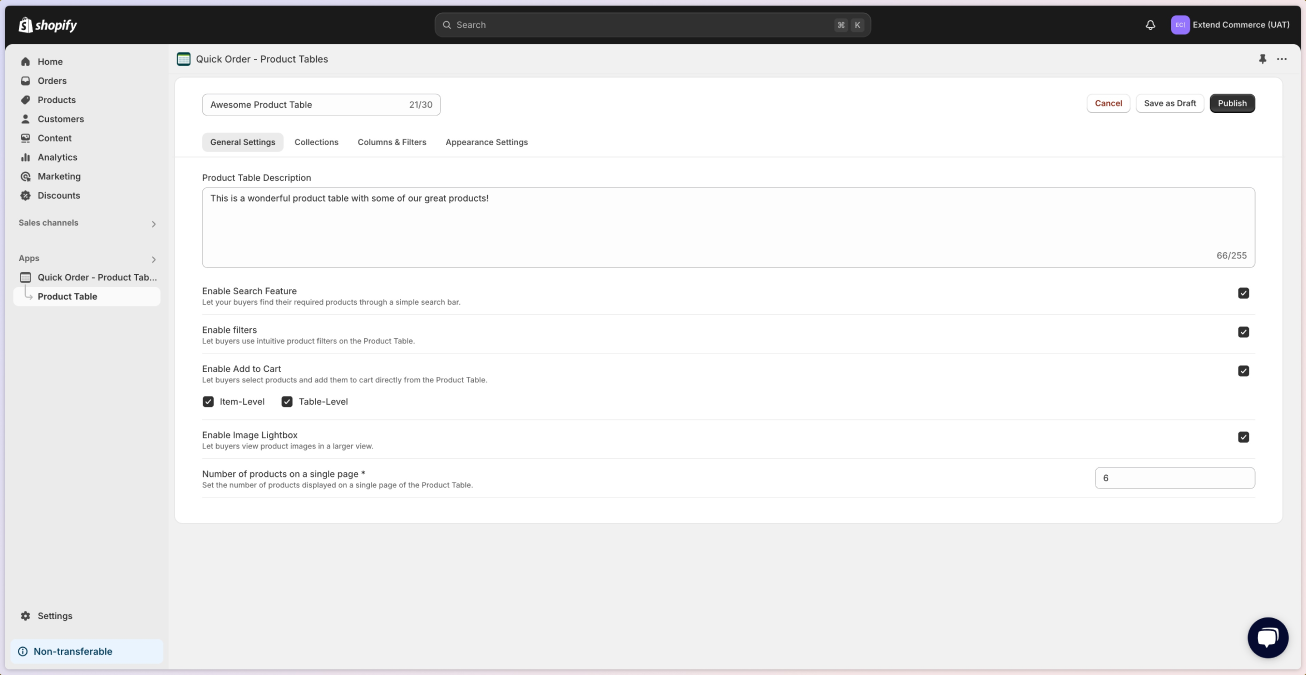 shopify
Search
⌘ K
EC(
Extend Commerce (UAT)
Home
Orders
Products
Customers
Content
Analytics
Marketing
Discounts
Sales channels
Apps
Quick Order - Product Tab...
Product Table
Settings
Non-transferable
Quick Order - Product Tables
Awesome Product Table 21/30
Cancel Save as Draft Publish
General Settings Collections Columns & Filters Appearance Settings
Product Table Description
This is a wonderful product table with some of our great products!
66/255
Enable Search Feature
Let your buyers find their required products through a simple search bar.
Enable filters
Let buyers use intuitive product filters on the Product Table.
Enable Add to Cart
Let buyers select products and add them to cart directly from the Product Table.
Item-Level Table-Level
Enable Image Lightbox
Let buyers view product images in a larger view.
Number of products on a single page *
Set the number of products displayed on a single page of the Product Table.
6